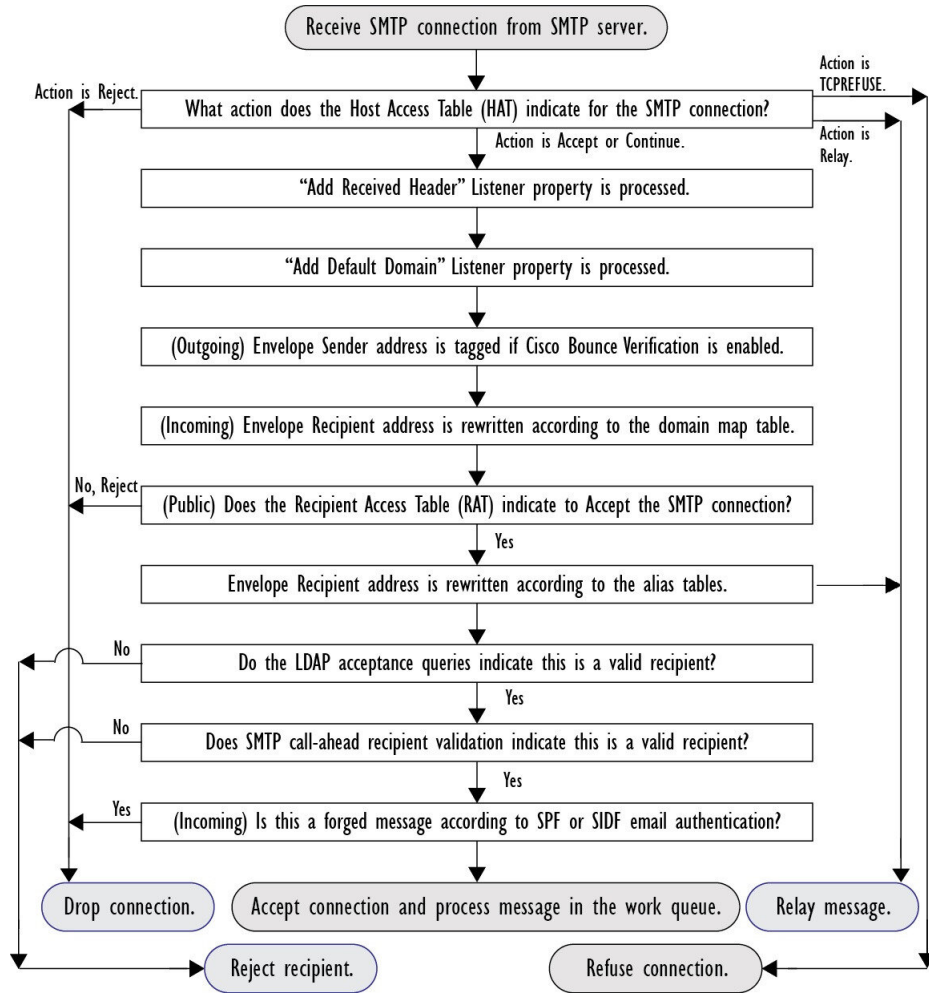 Receive SMTP connection from SMTP server.
Action is Reject.
Action is
TCPREFUSE.
What action does the Host Access Table (HAT) indicate for the SMTP connection?
Action is Accept or Continue.
Action is
Relay.
“Add Received Header” Listener property is processed.
“Add Default Domain” Listener property is processed.
(Outgoing) Envelope Sender address is tagged if Cisco Bounce Verification is enabled.
(Incoming) Envelope Recipient address is rewritten according to the domain map table.
No, Reject
(Public) Does the Recipient Access Table (RAT) indicate to Accept the SMTP connection?
Yes
Envelope Recipient address is rewritten according to the alias tables.
No
Do the LDAP acceptance queries indicate this is a valid recipient?
Yes
No
Does SMTP call-ahead recipient validation indicate this is a valid recipient?
Yes
Yes
(Incoming) Is this a forged message according to SPF or SIDF email authentication?
Drop connection.
Accept connection and process message in the work queue.
Relay message.
Reject recipient.
Refuse connection.